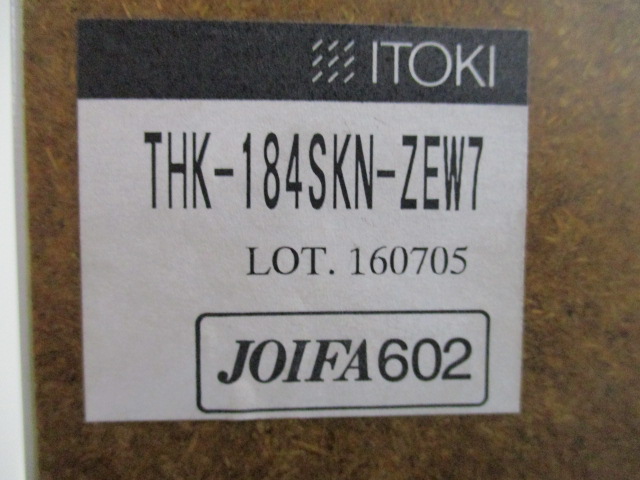 ITOKI
THK-184SKN-ZEW7
LOT. 160705
JOIFA602